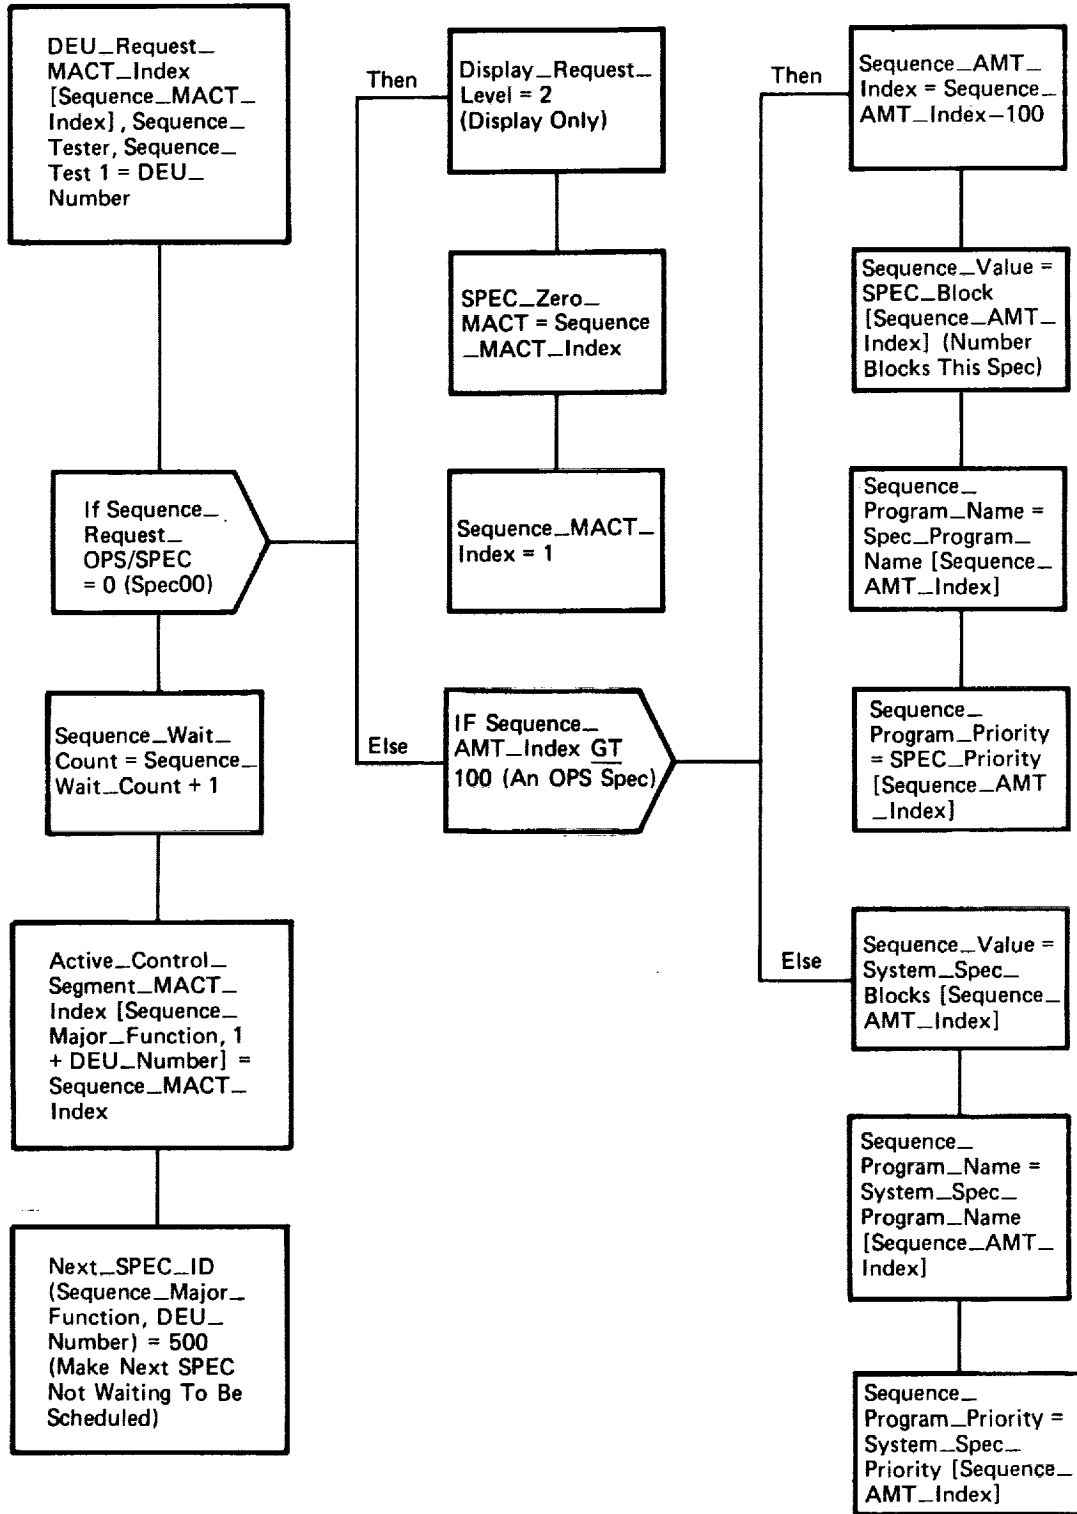 DEU_Request_
MACT_Index
[Sequence_MACT_
Index] , Sequence_
Tester, Sequence_
Test 1 = DEU_
Number
If Sequence_
Request_
OPS/SPEC
= 0 (Spec00)
Sequence_Wait_
Count = Sequence_
Wait_Count + 1
Active_Control_
Segment_MACT_
Index [Sequence_
Major_Function, 1
+ DEU_Number] =
Sequence_MACT_
Index
Next_SPEC_ID
(Sequence_Major_
Function, DEU_
Number) = 500
(Make Next SPEC
Not Waiting To Be
Scheduled)
Then
Display_Request_
Level = 2
(Display Only)
SPEC_Zero_
MACT = Sequence
_MACT_Index
Sequence_MACT_
Index = 1
Else
IF Sequence_
AMT_Index GT
100 (An OPS Spec)
Then
Sequence_AMT_
Index = Sequence_
AMT_Index-100
Sequence_Value =
SPEC_Block
[Sequence_AMT_
Index] (Number
Blocks This Spec)
Sequence_
Program_Name =
Spec_Program_
Name [Sequence_
AMT_Index]
Sequence_
Program_Priority
= SPEC_Priority
[Sequence_AMT
_Index]
Else
Sequence_Value =
System_Spec_
Blocks [Sequence_
AMT_Index]
Sequence_
Program_Name =
System_Spec_
Program_Name
[Sequence_AMT_
Index]
Sequence_
Program_Priority =
System_Spec_
Priority [Sequence_
AMT_Index]